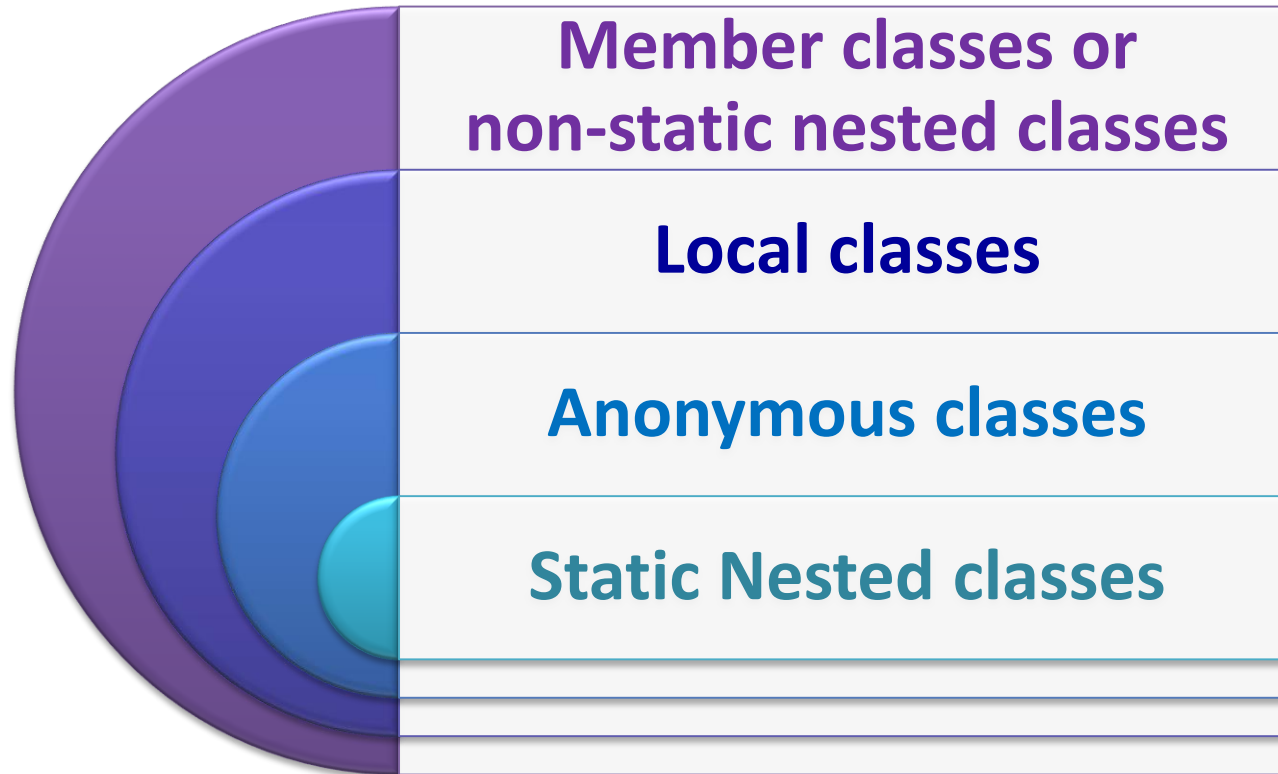 Member classes or
non-static nested classes
Local classes
Anonymous classes
Static Nested classes